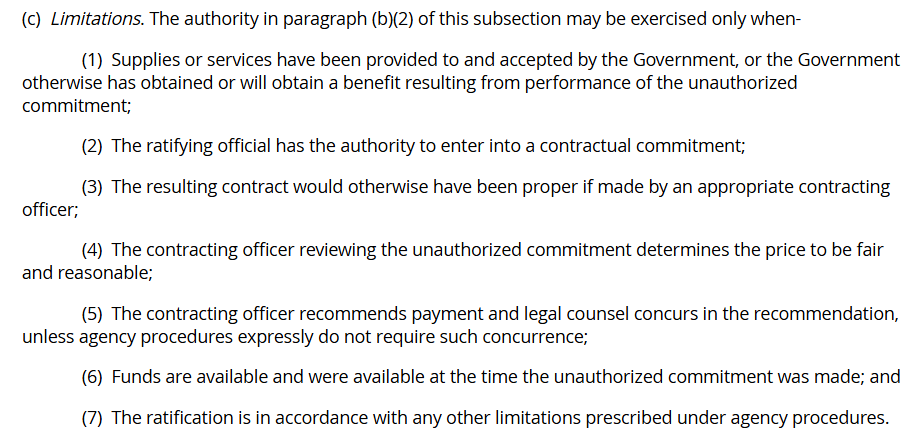 (c) Limitations. The authority in paragraph (b)(2) of this subsection may be exercised only when-
(1) Supplies or services have been provided to and accepted by the Government, or the Government
otherwise has obtained or will obtain a benefit resulting from performance of the unauthorized
commitment;
(2) The ratifying official has the authority to enter into a contractual commitment;
(3) The resulting contract would otherwise have been proper if made by an appropriate contracting
officer;
(4) The contracting officer reviewing the unauthorized commitment determines the price to be fair
and reasonable;
(5) The contracting officer recommends payment and legal counsel concurs in the recommendation,
unless agency procedures expressly do not require such concurrence;
(6) Funds are available and were available at the time the unauthorized commitment was made; and
(7) The ratification is in accordance with any other limitations prescribed under agency procedures.